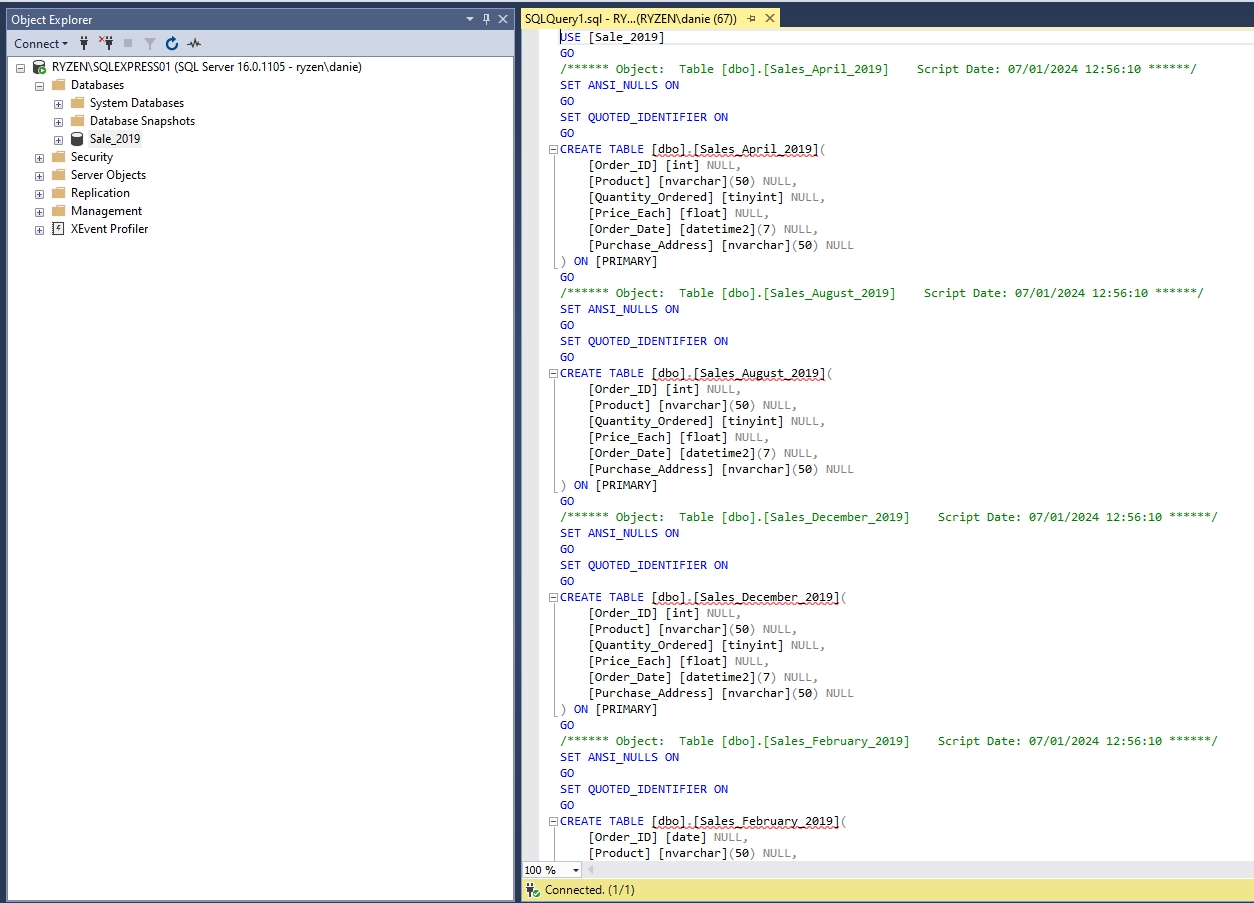 Object Explorer
Connect
RYZEN\SQLEXPRESS01 (SQL Server 16.0.1105 - ryzen\danie)
Databases
System Databases
Database Snapshots
Sale_2019
Security
Server Objects
Replication
Management
XEvent Profiler
SQLQuery1.sql - RY...(RYZEN\danie (67))
USE [Sale_2019]
GO
/****** Object:  Table [dbo].[Sales_April_2019]    Script Date: 07/01/2024 12:56:10 ******/
SET ANSI_NULLS ON
GO
SET QUOTED_IDENTIFIER ON
GO
CREATE TABLE [dbo].[Sales_April_2019](
[Order_ID] [int] NULL,
[Product] [nvarchar](50) NULL,
[Quantity_Ordered] [tinyint] NULL,
[Price_Each] [float] NULL,
[Order_Date] [datetime2](7) NULL,
[Purchase_Address] [nvarchar](50) NULL
) ON [PRIMARY]
GO
/****** Object:  Table [dbo].[Sales_August_2019]    Script Date: 07/01/2024 12:56:10 ******/
SET ANSI_NULLS ON
GO
SET QUOTED_IDENTIFIER ON
GO
CREATE TABLE [dbo].[Sales_August_2019](
[Order_ID] [int] NULL,
[Product] [nvarchar](50) NULL,
[Quantity_Ordered] [tinyint] NULL,
[Price_Each] [float] NULL,
[Order_Date] [datetime2](7) NULL,
[Purchase_Address] [nvarchar](50) NULL
) ON [PRIMARY]
GO
/****** Object:  Table [dbo].[Sales_December_2019]    Script Date: 07/01/2024 12:56:10 ******/
SET ANSI_NULLS ON
GO
SET QUOTED_IDENTIFIER ON
GO
CREATE TABLE [dbo].[Sales_December_2019](
[Order_ID] [int] NULL,
[Product] [nvarchar](50) NULL,
[Quantity_Ordered] [tinyint] NULL,
[Price_Each] [float] NULL,
[Order_Date] [datetime2](7) NULL,
[Purchase_Address] [nvarchar](50) NULL
) ON [PRIMARY]
GO
/****** Object:  Table [dbo].[Sales_February_2019]    Script Date: 07/01/2024 12:56:10 ******/
SET ANSI_NULLS ON
GO
SET QUOTED_IDENTIFIER ON
GO
CREATE TABLE [dbo].[Sales_February_2019](
[Order_ID] [date] NULL,
[Product] [nvarchar](50) NULL,
100 %
Connected. (1/1)